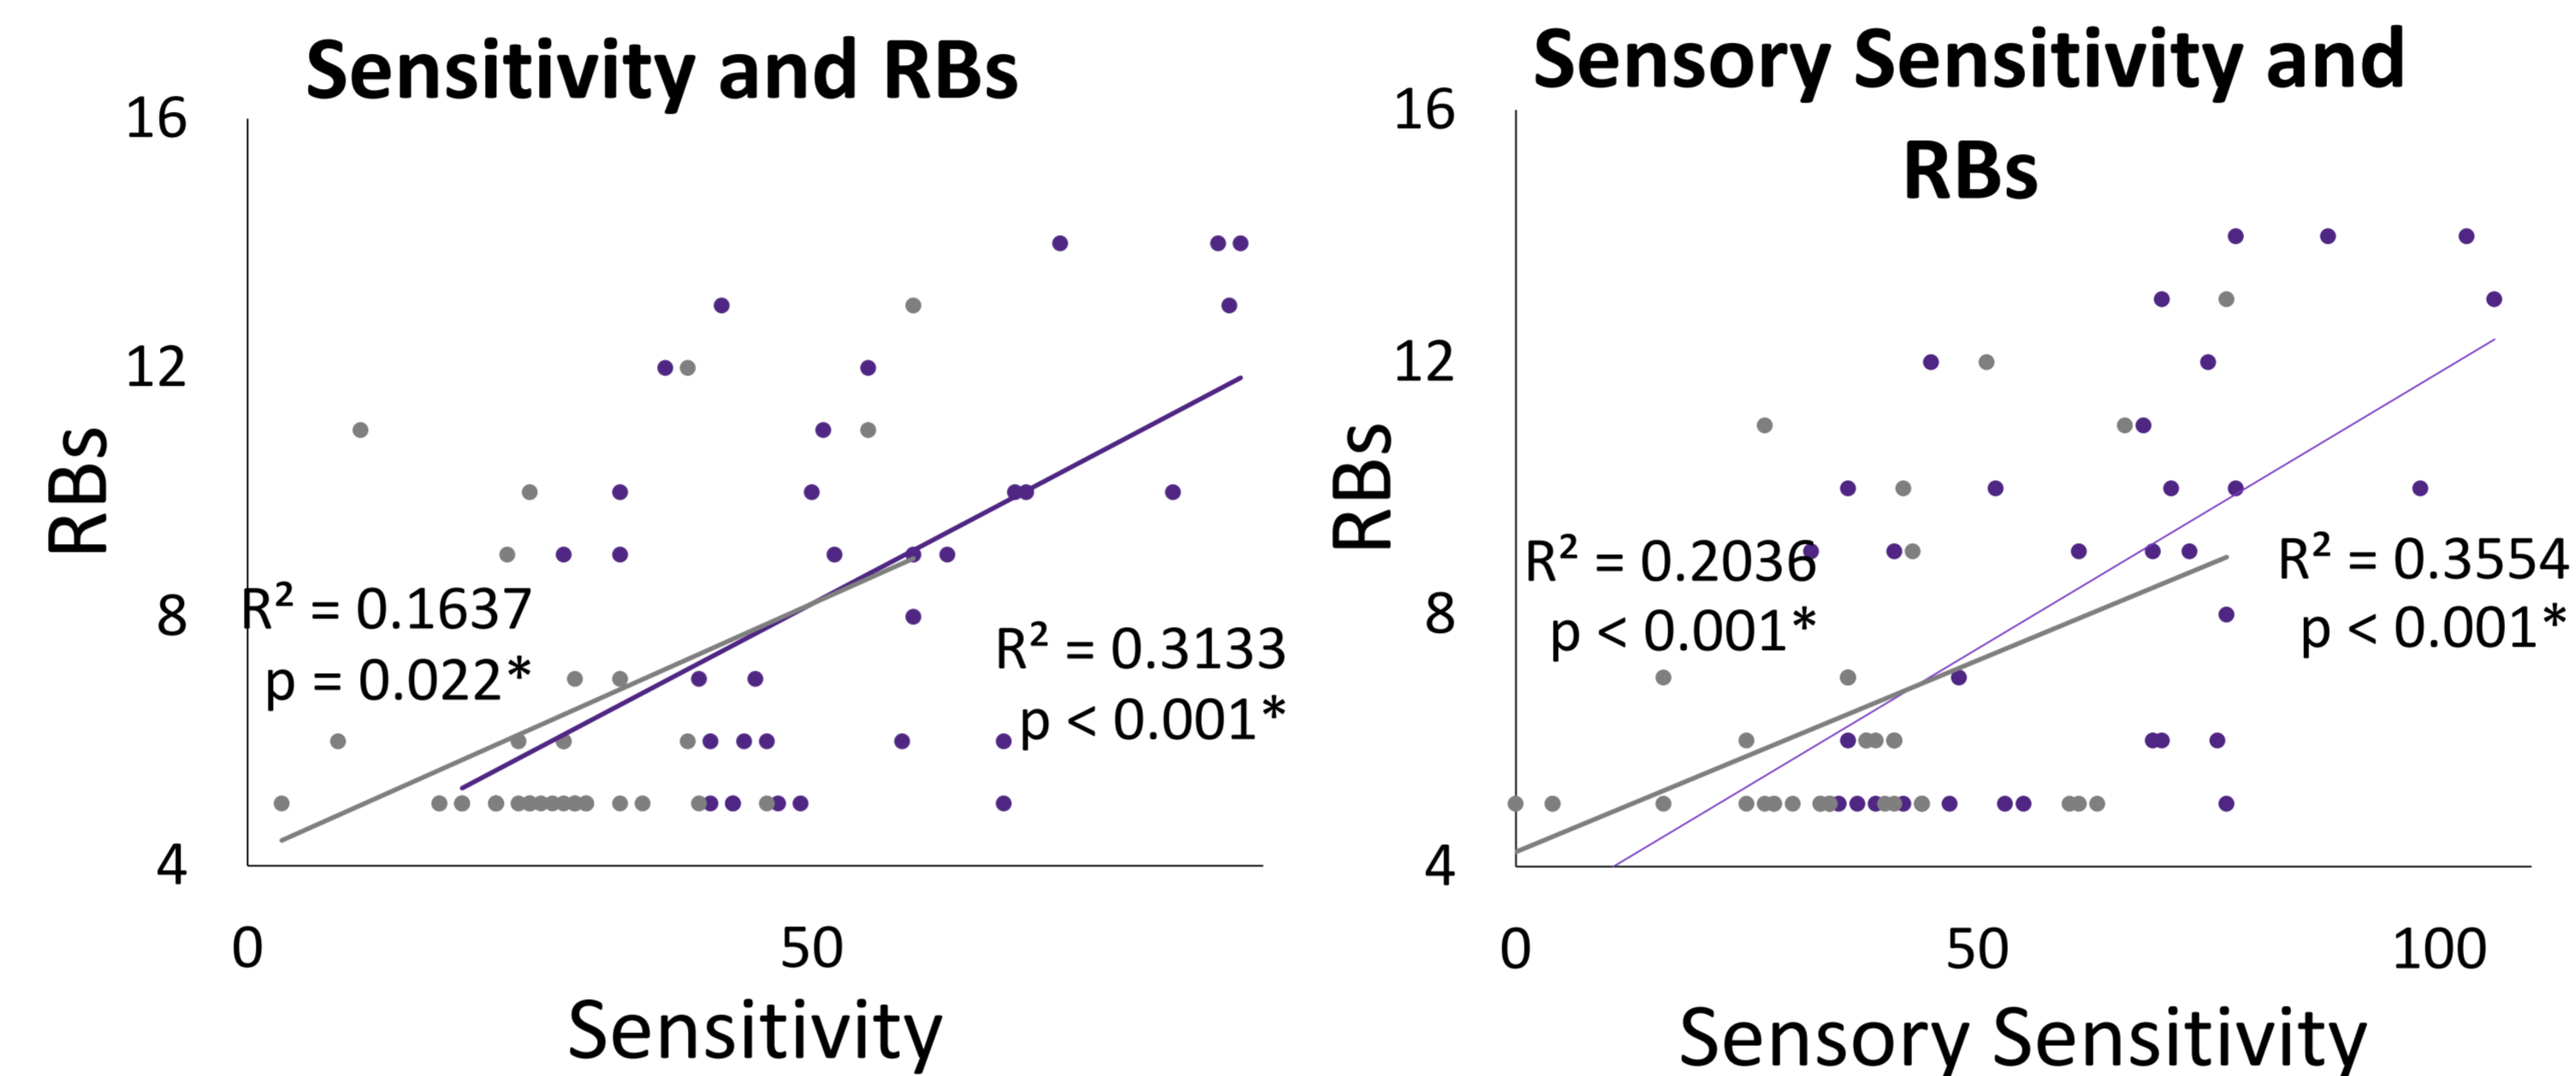 Sensitivity and RBs
16
12
8
4
RBs
R² = 0.1637
p = 0.022*
R² = 0.3133
p < 0.001*
0
50
Sensitivity
Sensory Sensitivity and
RBs
16
12
8
4
RBs
R² = 0.2036
p < 0.001*
R² = 0.3554
p < 0.001*
0
50
100
Sensory Sensitivity